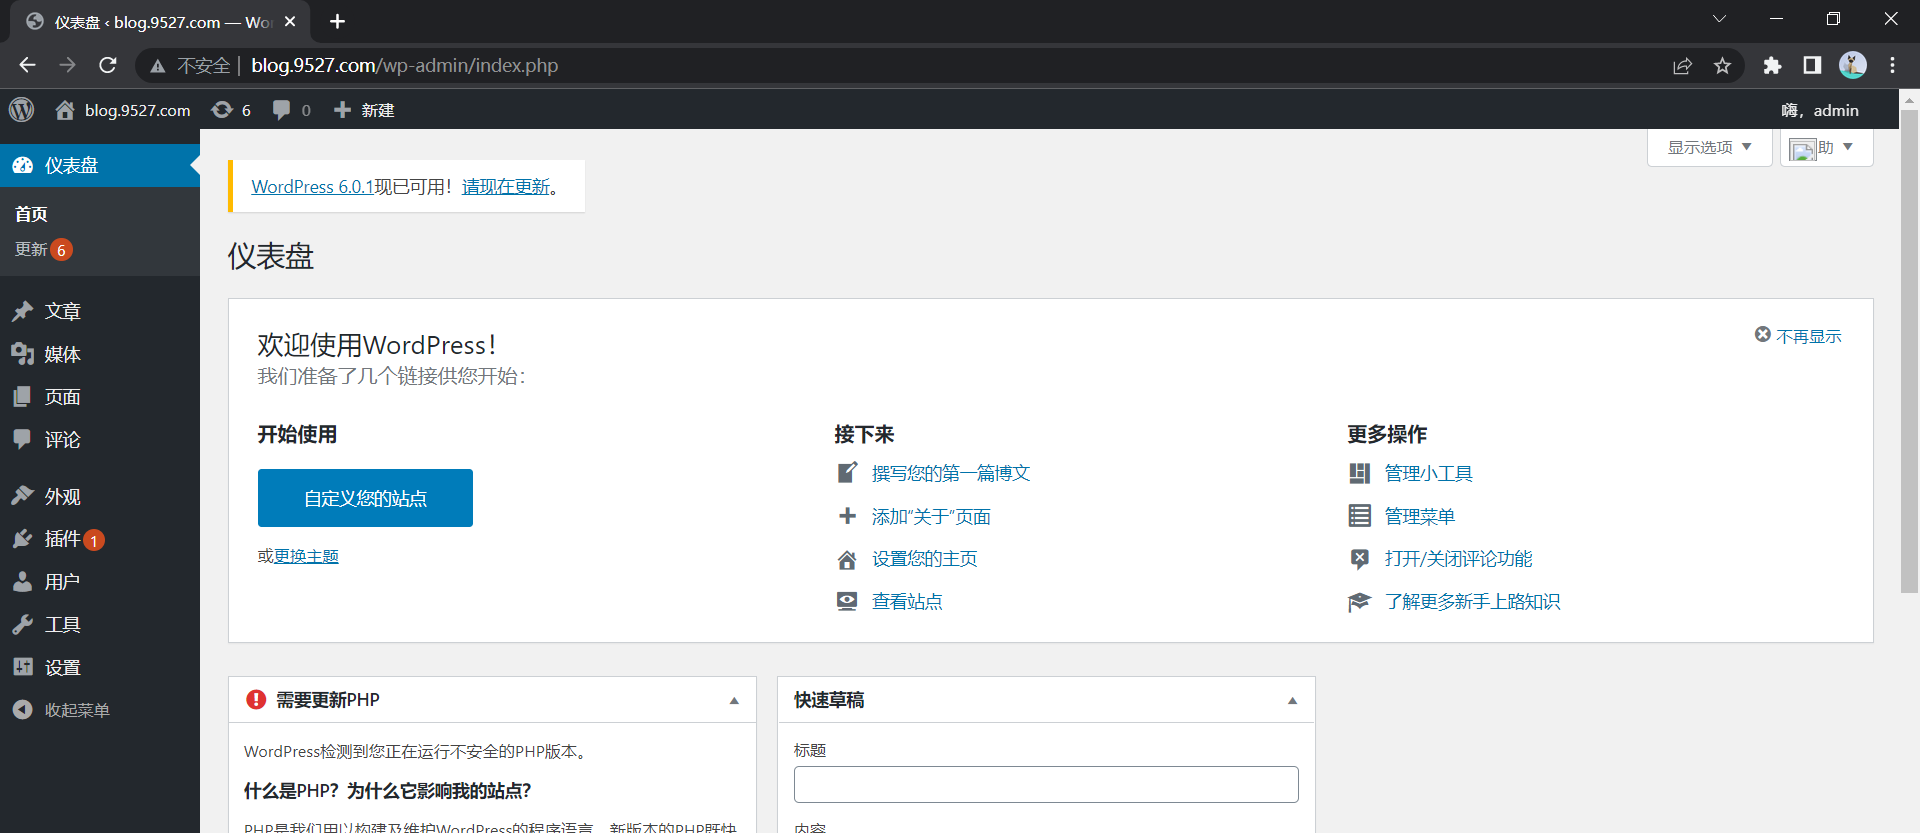 仪表盘 ‹ blog.9527.com — Wo
不安全 | blog.9527.com/wp-admin/index.php
blog.9527.com 6 0 新建 嗨，admin
显示选项 助
仪表盘
首页
更新 6
文章
媒体
页面
评论
外观
插件 1
用户
工具
设置
收起菜单
WordPress 6.0.1现已可用！请现在更新。
仪表盘
欢迎使用WordPress！
我们准备了几个链接供您开始：
不再显示
开始使用
自定义您的站点
或更换主题
接下来
撰写您的第一篇博文
添加“关于”页面
设置您的主页
查看站点
更多操作
管理小工具
管理菜单
打开/关闭评论功能
了解更多新手上路知识
需要更新PHP
WordPress检测到您正在运行不安全的PHP版本。
什么是PHP？为什么它影响我的站点？
PHP是我们用以构建及维护WordPress的程序语言。新版本的PHP既快
快速草稿
标题
内容